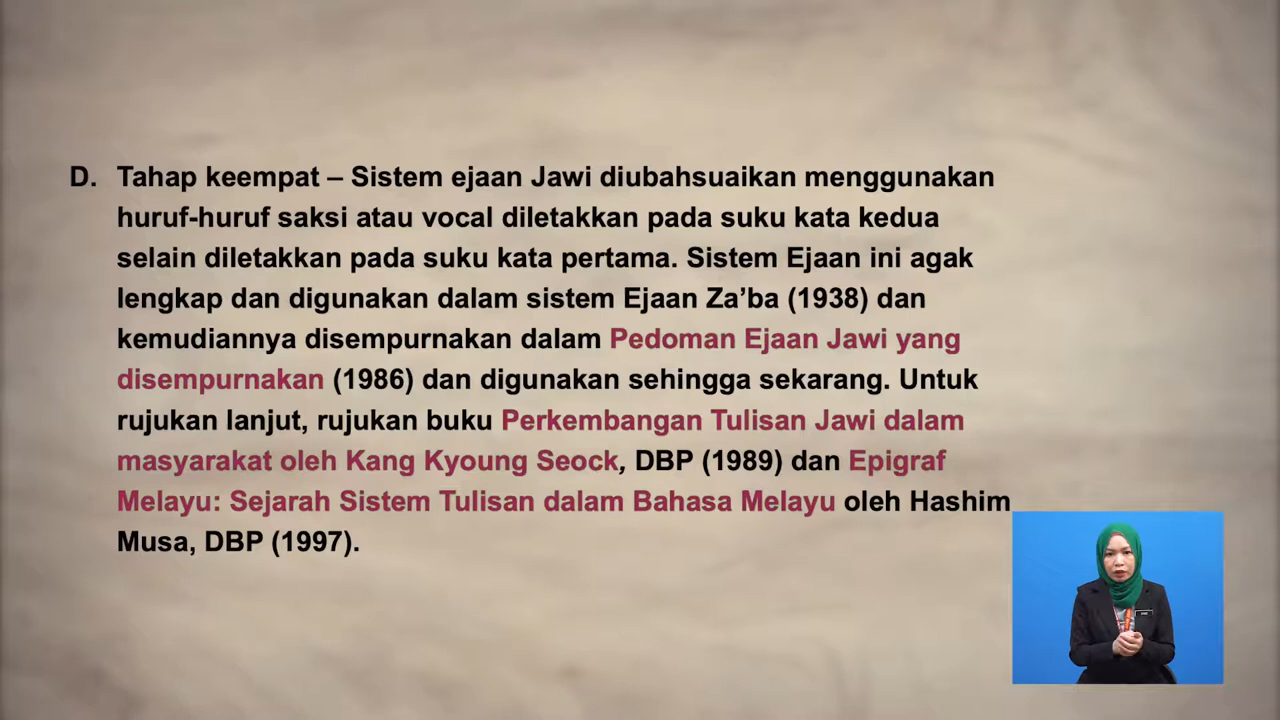 D. Tahap keempat – Sistem ejaan Jawi diubahsuaikan menggunakan
huruf-huruf saksi atau vocal diletakkan pada suku kata kedua
selain diletakkan pada suku kata pertama. Sistem Ejaan ini agak
lengkap dan digunakan dalam sistem Ejaan Za’ba (1938) dan
kemudiannya disempurnakan dalam Pedoman Ejaan Jawi yang
disempurnakan (1986) dan digunakan sehingga sekarang. Untuk
rujukan lanjut, rujukan buku Perkembangan Tulisan Jawi dalam
masyarakat oleh Kang Kyoung Seock, DBP (1989) dan Epigraf
Melayu: Sejarah Sistem Tulisan dalam Bahasa Melayu oleh Hashim
Musa, DBP (1997).